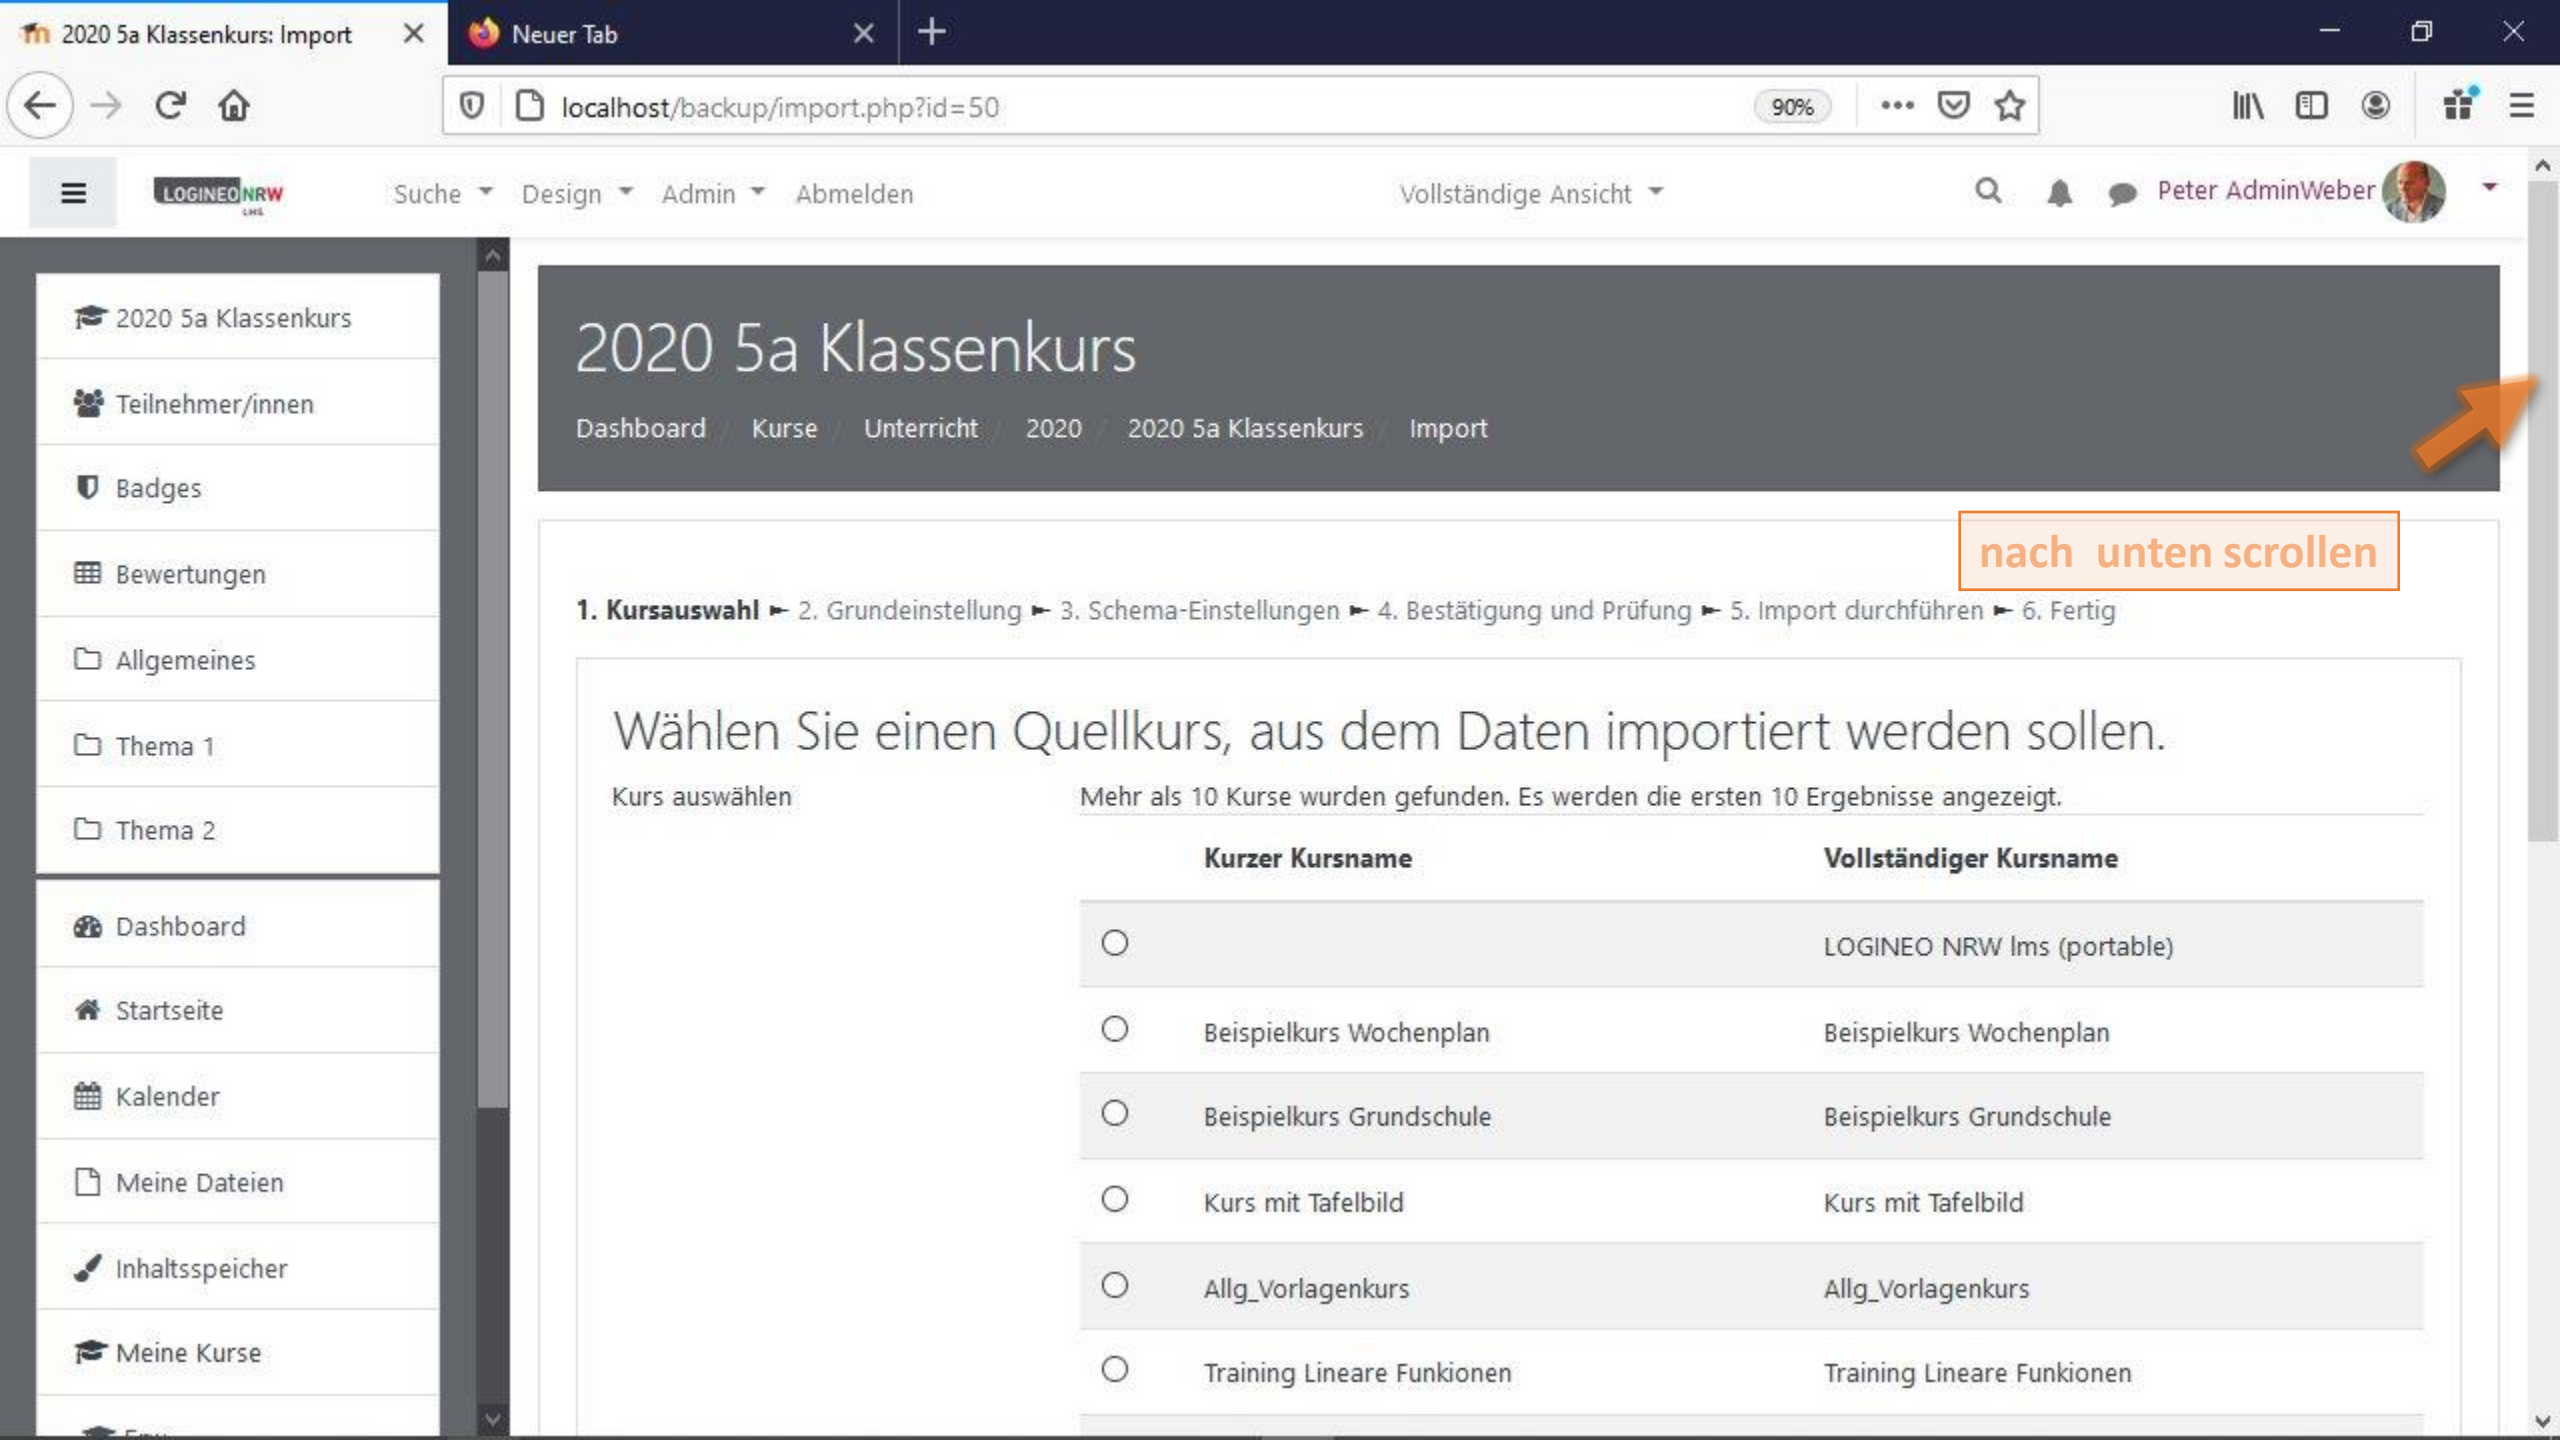 2020 5a Klassenkurs: Import
Neuer Tab
localhost/backup/import.php?id=50
90%
LOGINEO NRW LMS
Suche
Design
Admin
Abmelden
Vollständige Ansicht
Peter AdminWeber
2020 5a Klassenkurs
Teilnehmer/innen
Badges
Bewertungen
Allgemeines
Thema 1
Thema 2
Dashboard
Startseite
Kalender
Meine Dateien
Inhaltsspeicher
Meine Kurse
2020 5a Klassenkurs
Dashboard / Kurse / Unterricht / 2020 / 2020 5a Klassenkurs / Import
nach unten scrollen
1. Kursauswahl ► 2. Grundeinstellung ► 3. Schema-Einstellungen ► 4. Bestätigung und Prüfung ► 5. Import durchführen ► 6. Fertig
Wählen Sie einen Quellkurs, aus dem Daten importiert werden sollen.
Kurs auswählen
Mehr als 10 Kurse wurden gefunden. Es werden die ersten 10 Ergebnisse angezeigt.
Kurzer Kursname Vollständiger Kursname
LOGINEO NRW lms (portable)
Beispielkurs Wochenplan Beispielkurs Wochenplan
Beispielkurs Grundschule Beispielkurs Grundschule
Kurs mit Tafelbild Kurs mit Tafelbild
Allg_Vorlagenkurs Allg_Vorlagenkurs
Training Lineare Funkionen Training Lineare Funkionen